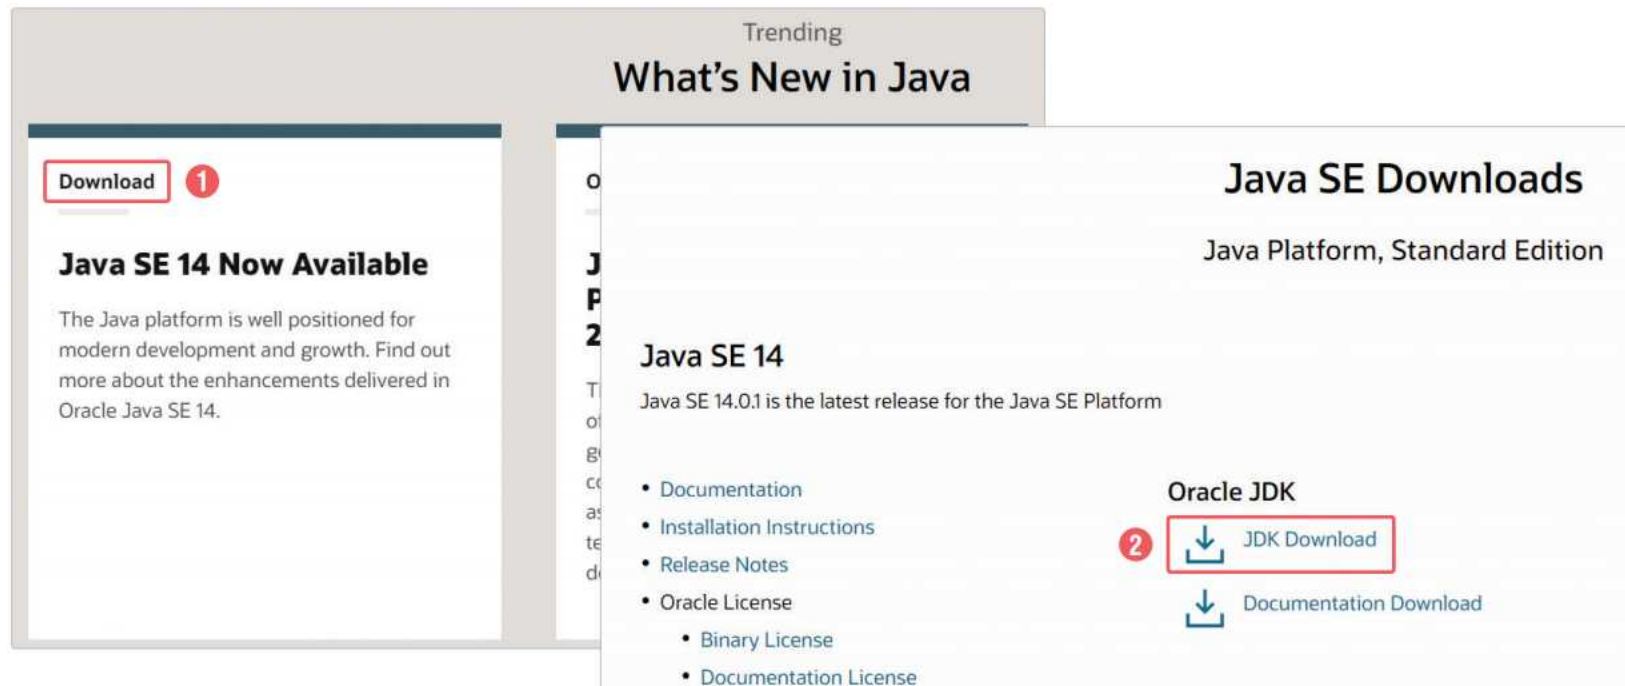 Trending
What's New in Java
Download
1
Java SE 14 Now Available
The Java platform is well positioned for
modern development and growth. Find out
more about the enhancements delivered in
Oracle Java SE 14.
Java SE Downloads
Java Platform, Standard Edition
Java SE 14
Java SE 14.0.1 is the latest release for the Java SE Platform
• Documentation
• Installation Instructions
• Release Notes
• Oracle License
• Binary License
• Documentation License
Oracle JDK
2
JDK Download
Documentation Download